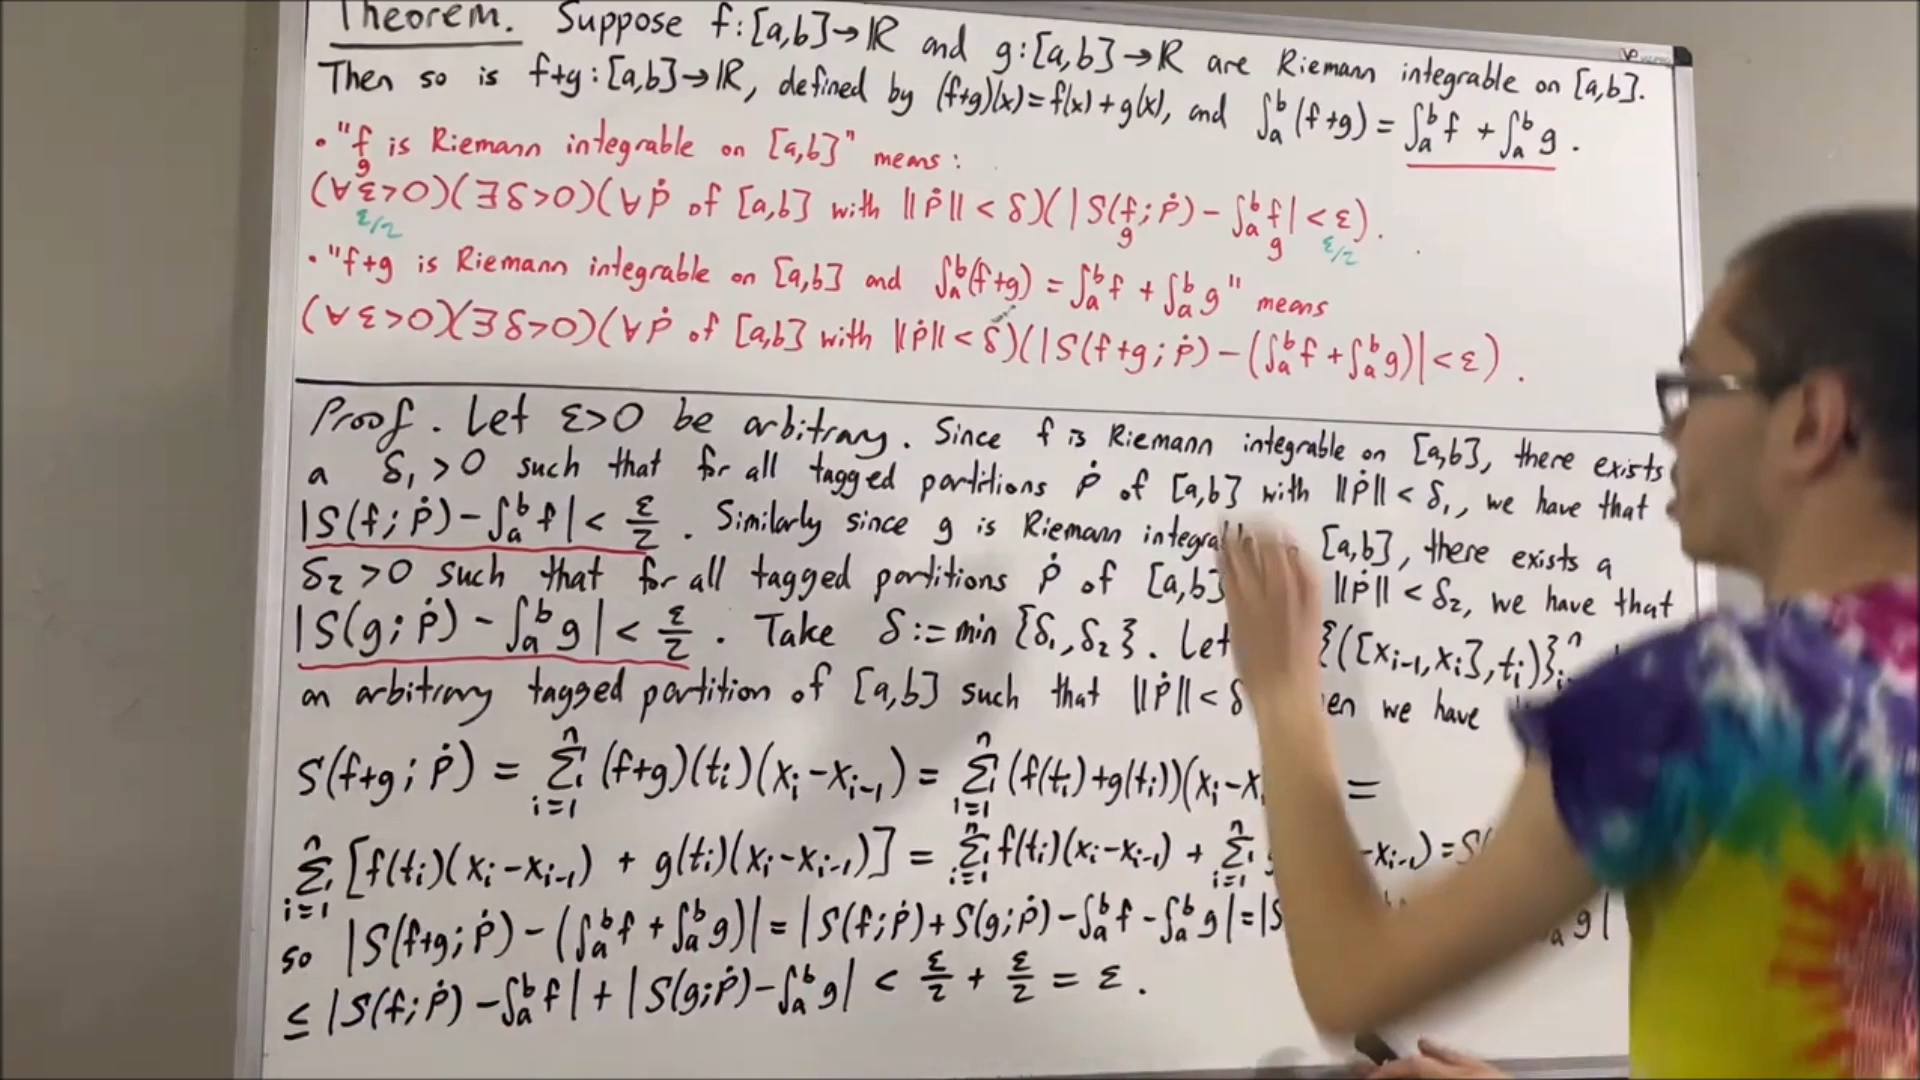 Theorem. Suppose f:[a,b]→ℝ and g:[a,b]→ℝ are Riemann integrable on [a,b].
Then so is f+g:[a,b]→ℝ, defined by (f+g)(x)=f(x)+g(x), and ∫ₐᵇ(f+g) = ∫ₐᵇf + ∫ₐᵇg.
• "f is Riemann integrable on [a,b]" means:
g
(∀ε>0)(∃δ>0)(∀Ṗ of [a,b] with ||Ṗ|| < δ)(|S(f;Ṗ) - ∫ₐᵇf| < ε).
ε/2 g g ε/2
• "f+g is Riemann integrable on [a,b] and ∫ₐᵇ(f+g) = ∫ₐᵇf + ∫ₐᵇg" means
(∀ε>0)(∃δ>0)(∀Ṗ of [a,b] with ||Ṗ|| < δ)(|S(f+g;Ṗ) - (∫ₐᵇf + ∫ₐᵇg)| < ε).
Proof. Let ε>0 be arbitrary. Since f is Riemann integrable on [a,b], there exists
a δ₁>0 such that for all tagged partitions Ṗ of [a,b] with ||Ṗ|| < δ₁, we have that
|S(f;Ṗ) - ∫ₐᵇf| < ε/2. Similarly since g is Riemann [a,b], there exists a
δ₂>0 such that for all tagged partitions Ṗ of [a,b] ||Ṗ|| < δ₂, we have that
|S(g;Ṗ) - ∫ₐᵇg| < ε/2. Take δ := min{δ₁,δ₂}. Let {([xᵢ₋₁,xᵢ],tᵢ)}ⁿ
an arbitrary tagged partition of [a,b] such that ||Ṗ|| < δ we have
S(f+g;Ṗ) = Σᵢ₌₁ⁿ (f+g)(tᵢ)(xᵢ-xᵢ₋₁) = Σᵢ₌₁ⁿ (f(tᵢ)+g(tᵢ))(xᵢ-x =
Σᵢ₌₁ⁿ [f(tᵢ)(xᵢ-xᵢ₋₁) + g(tᵢ)(xᵢ-xᵢ₋₁)] = Σᵢ₌₁ⁿ f(tᵢ)(xᵢ-xᵢ₋₁) + Σᵢ₌₁ⁿ -xᵢ₋₁) = S
so |S(f+g;Ṗ) - (∫ₐᵇf + ∫ₐᵇg)| = |S(f;Ṗ) + S(g;Ṗ) - ∫ₐᵇf - ∫ₐᵇg| = |S g|
≤ |S(f;Ṗ) - ∫ₐᵇf| + |S(g;Ṗ) - ∫ₐᵇg| < ε/2 + ε/2 = ε.